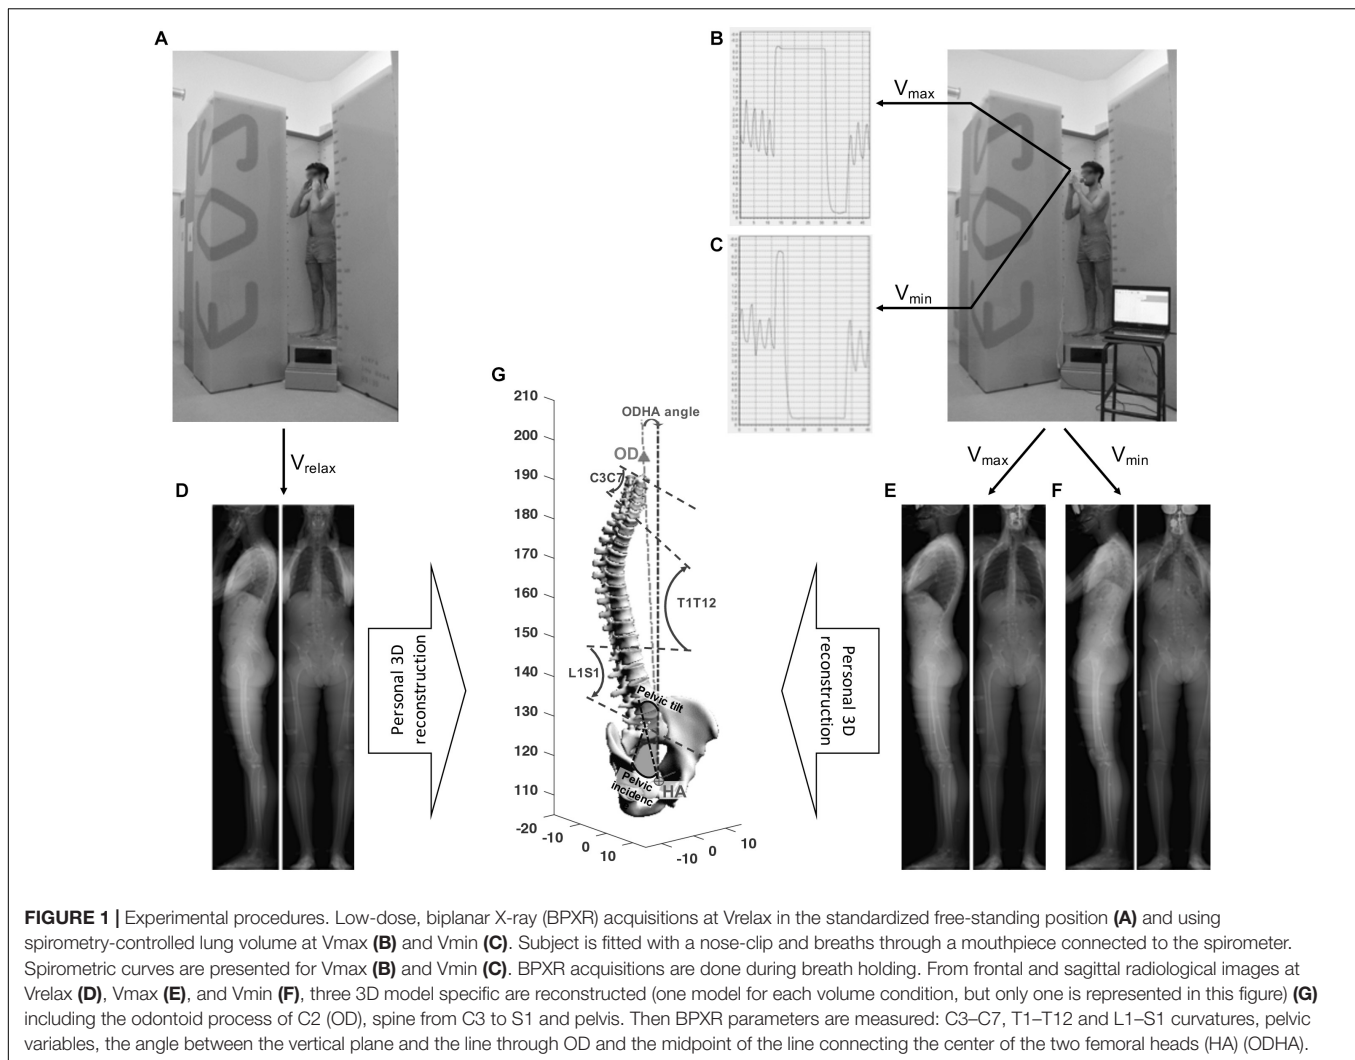 A
EOS
V_relax
D
B
V_max
C
V_min
EOS
V_max
V_min
E
F
G
210
200
190
180
170
160
150
140
130
120
110
-20
-10
0
10
-10
0
10
ODHA angle
OD
C3C7
T1T12
L1S1
Pelvic tilt
Pelvic
incidenc
HA
Personal 3D
reconstruction
Personal 3D
reconstruction
FIGURE 1 | Experimental procedures. Low-dose, biplanar X-ray (BPXR) acquisitions at Vrelax in the standardized free-standing position (A) and using
spirometry-controlled lung volume at Vmax (B) and Vmin (C). Subject is fitted with a nose-clip and breaths through a mouthpiece connected to the spirometer.
Spirometric curves are presented for Vmax (B) and Vmin (C). BPXR acquisitions are done during breath holding. From frontal and sagittal radiological images at
Vrelax (D), Vmax (E), and Vmin (F), three 3D model specific are reconstructed (one model for each volume condition, but only one is represented in this figure) (G)
including the odontoid process of C2 (OD), spine from C3 to S1 and pelvis. Then BPXR parameters are measured: C3–C7, T1–T12 and L1–S1 curvatures, pelvic
variables, the angle between the vertical plane and the line through OD and the midpoint of the line connecting the center of the two femoral heads (HA) (ODHA).